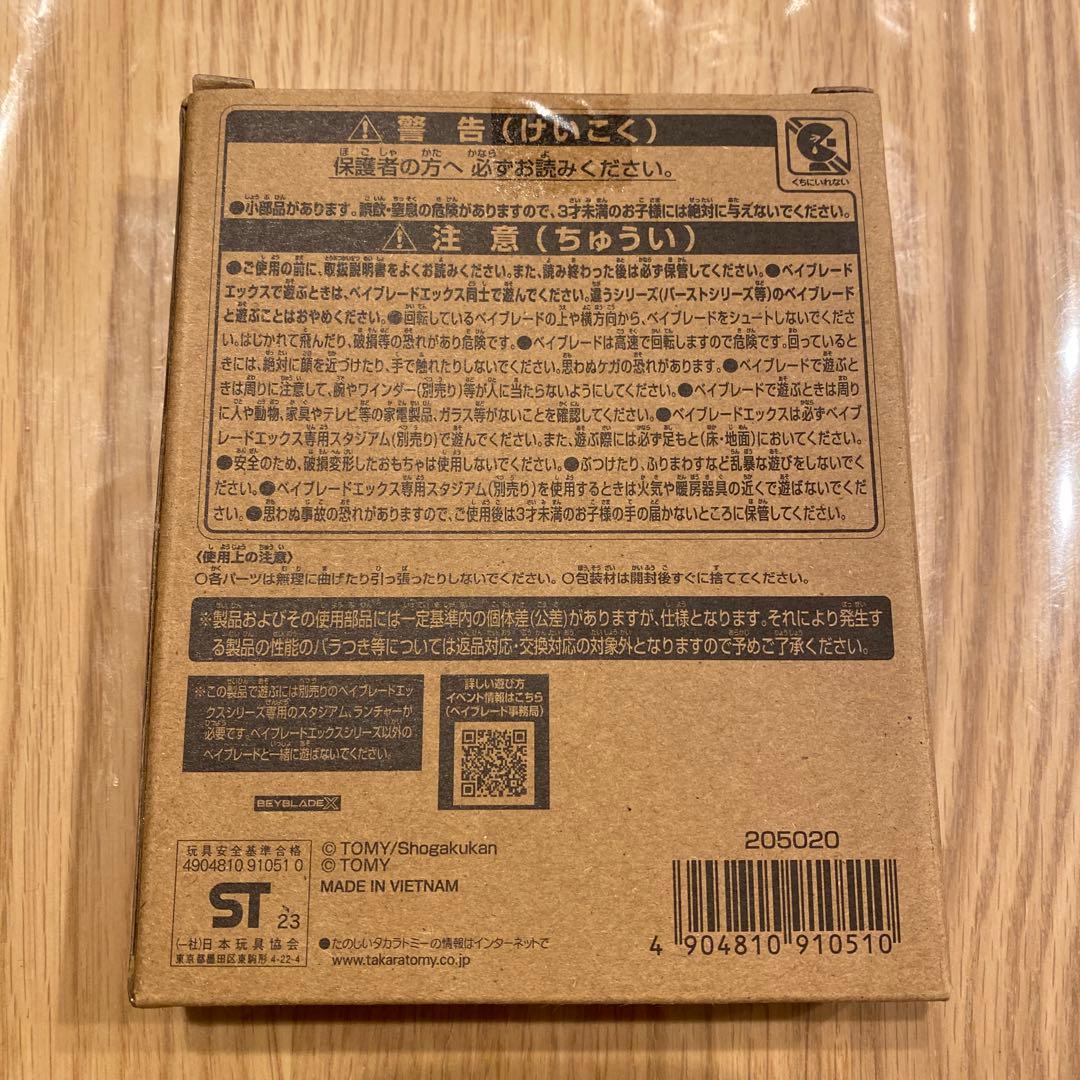 ⚠ 警告(けいこく)
保護者の方へ 必ずお読みください。
くちにいれない
●小部品があります。誤飲・窒息の危険がありますので、3才未満のお子様には絶対に与えないでください。
⚠ 注意(ちゅうい)
●ご使用の前に、取扱説明書をよくお読みください。また、読み終わった後は必ず保管してください。●ベイブレード
エックスで遊ぶときは、ベイブレードエックス同士で遊んでください。違うシリーズ(バーストシリーズ等)のベイブレード
と遊ぶことはおやめください。●回転しているベイブレードの上や横方向から、ベイブレードをシュートしないでくださ
い。はじかれて飛んだり、破損等の恐れがあり危険です。●ベイブレードは高速で回転しますので危険です。回っていると
きには、絶対に顔を近づけたり、手で触れたりしないでください。思わぬケガの恐れがあります。●ベイブレードで遊ぶと
きは周りに注意して、腕やワインダー(別売り)等が人に当たらないようにしてください。●ベイブレードで遊ぶときは周り
に人や動物、家具やテレビ等の家電製品、ガラス等がないことを確認してください。●ベイブレードエックスは必ずベイブ
レードエックス専用スタジアム(別売り)で遊んでください。また、遊ぶ際には必ず足もと(床・地面)においてください。
●安全のため、破損変形したおもちゃは使用しないでください。●ぶつけたり、ふりまわすなど乱暴な遊びをしないでくだ
さい。●ベイブレードエックス専用スタジアム(別売り)を使用するときは火気や暖房器具の近くで遊ばないでくださ
い。●思わぬ事故の恐れがありますので、ご使用後は3才未満のお子様の手の届かないところに保管してください。
〈使用上の注意〉
○各パーツは無理に曲げたり引っ張ったりしないでください。○包装材は開封後すぐに捨ててください。
※製品およびその使用部品には一定基準内の個体差(公差)がありますが、仕様となります。それにより発生す
る製品の性能のバラつき等については返品対応・交換対応の対象外となりますので予めご了承ください。
※この製品で遊ぶには別売りのベイブレードエッ
クスシリーズ専用のスタジアム、ランチャーが
必要です。ベイブレードエックスシリーズ以外の
ベイブレードと一緒に遊ばないでください。
詳しい遊び方
イベント情報はこちら
(ベイブレード事務局)
BEYBLADE X
玩具安全基準合格
4904810 91051 0
ST 23
(一社)日本玩具協会
東京都墨田区東駒形 4-22-4
© TOMY/Shogakukan
© TOMY
MADE IN VIETNAM
●たのしいタカラトミーの情報はインターネットで
www.takaratomy.co.jp
205020
4 904810 910510